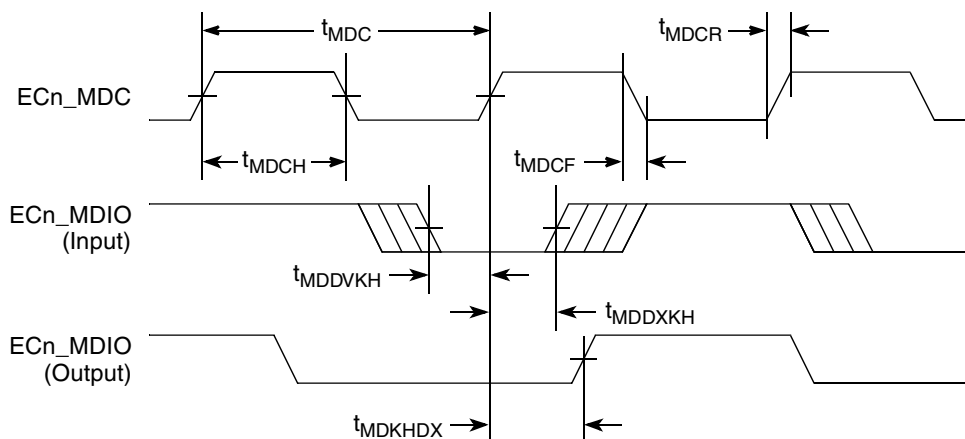 tMDC
tMDCR
ECn_MDC
tMDCH
tMDCF
ECn_MDIO
(Input)
tMDDVKH
tMDDXKH
ECn_MDIO
(Output)
tMDKHDX